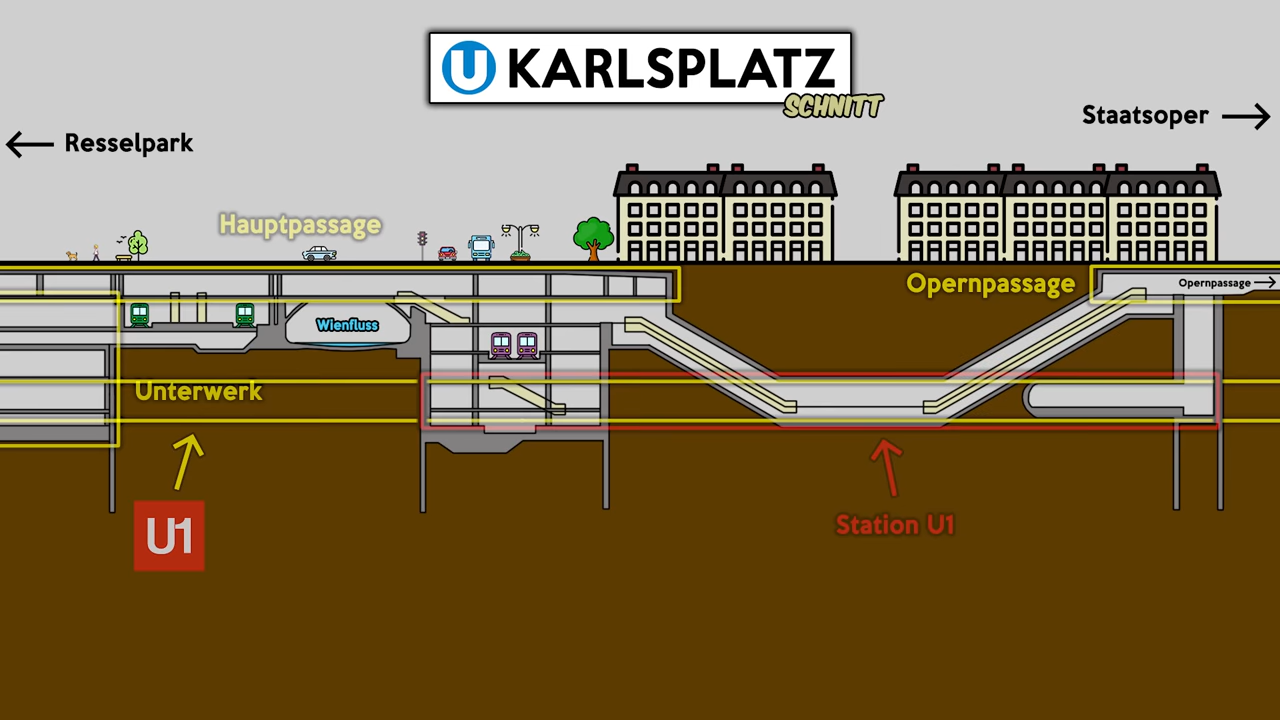 U KARLSPLATZ
SCHNITT
Staatsoper
Resselpark
Hauptpassage
Opernpassage
Opernpassage
Wienfluss
Unterwerk
Station U1
U1